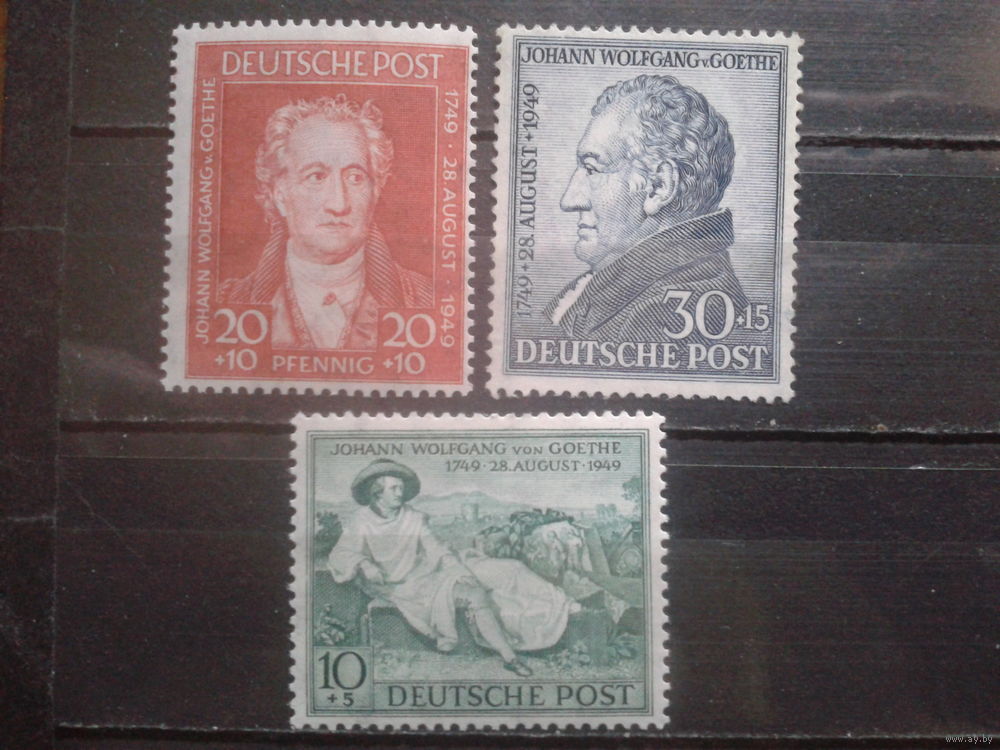 DEUTSCHE POST
JOHANN WOLFGANG v. GOETHE
1749 · 28. AUGUST · 1949
20 20
+10 PFENNIG +10
JOHANN WOLFGANG v. GOETHE
1749 + 28. AUGUST + 1949
30+15
DEUTSCHE POST
JOHANN WOLFGANG VON GOETHE
1749 · 28. AUGUST · 1949
10
+5
DEUTSCHE POST
www.ay.by